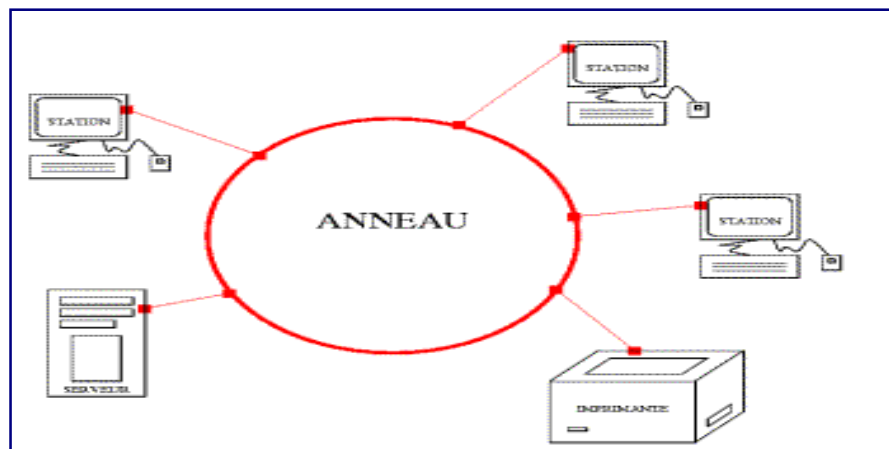 STATION
STATION
ANNEAU
STATION
SERVEUR
IMPRIMANTE